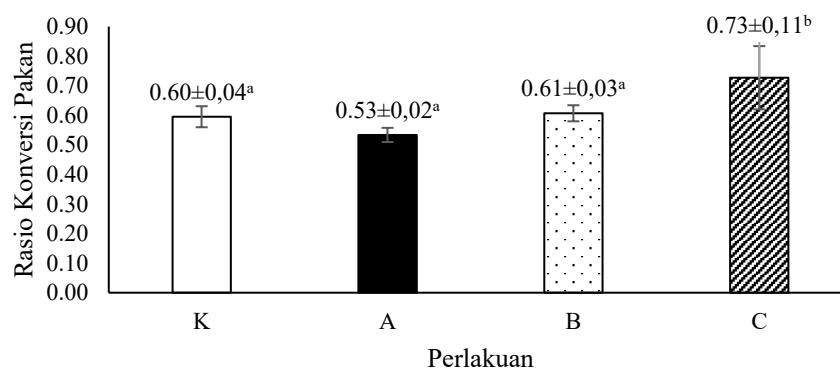 Rasio Konversi Pakan
0.90
0.80
0.70
0.60
0.50
0.40
0.30
0.20
0.10
0.00
0.60±0,04ᵃ
0.53±0,02ᵃ
0.61±0,03ᵃ
0.73±0,11ᵇ
K A B C
Perlakuan